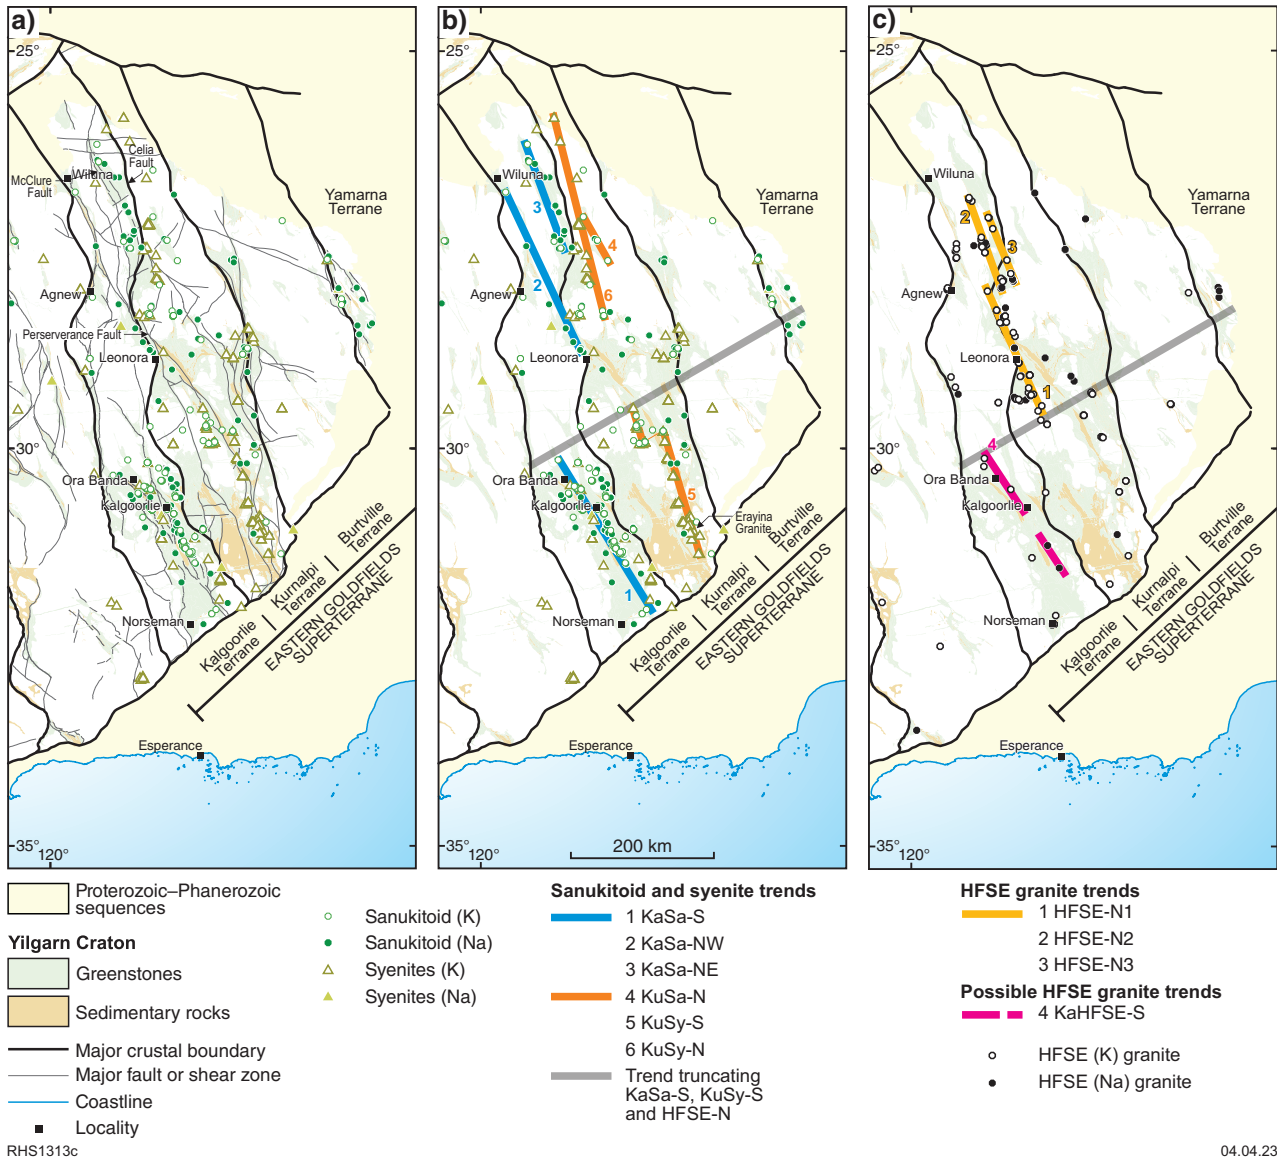 a)
25°
Celia
Fault
McClure
Fault
Wiluna
Yamarna
Terrane
Agnew
Perserverance Fault
Leonora
30°
Ora Banda
Kalgoorlie
Norseman
Kalgoorlie
Terrane
Kurnalpi
Terrane
Burtville
Terrane
EASTERN GOLDFIELDS
SUPERTERRANE
Esperance
35°
120°
b)
25°
Wiluna
Yamarna
Terrane
3
4
2
6
Agnew
Leonora
30°
Ora Banda
Kalgoorlie
5
Erayina
Granite
1
Norseman
Kalgoorlie
Terrane
Kurnalpi
Terrane
Burtville
Terrane
EASTERN GOLDFIELDS
SUPERTERRANE
Esperance
35°
120°
200 km
c)
25°
Wiluna
Yamarna
Terrane
2
3
Agnew
Leonora
1
30°
4
Ora Banda
Kalgoorlie
Norseman
Kalgoorlie
Terrane
Kurnalpi
Terrane
Burtville
Terrane
EASTERN GOLDFIELDS
SUPERTERRANE
Esperance
35°
120°
Proterozoic–Phanerozoic
sequences
Yilgarn Craton
Greenstones
Sedimentary rocks
Major crustal boundary
Major fault or shear zone
Coastline
Locality
Sanukitoid (K)
Sanukitoid (Na)
Syenites (K)
Syenites (Na)
Sanukitoid and syenite trends
1 KaSa-S
2 KaSa-NW
3 KaSa-NE
4 KuSa-N
5 KuSy-S
6 KuSy-N
Trend truncating
KaSa-S, KuSy-S
and HFSE-N
HFSE granite trends
1 HFSE-N1
2 HFSE-N2
3 HFSE-N3
Possible HFSE granite trends
4 KaHFSE-S
HFSE (K) granite
HFSE (Na) granite
RHS1313c
04.04.23